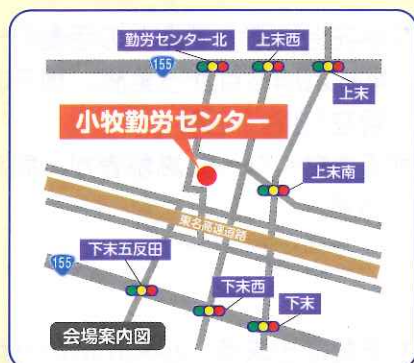 勤労センター北
上末西
155
上末
小牧勤労センター
上末南
東名高速道路
155
下末五反田
下末西
下末
会場案内図